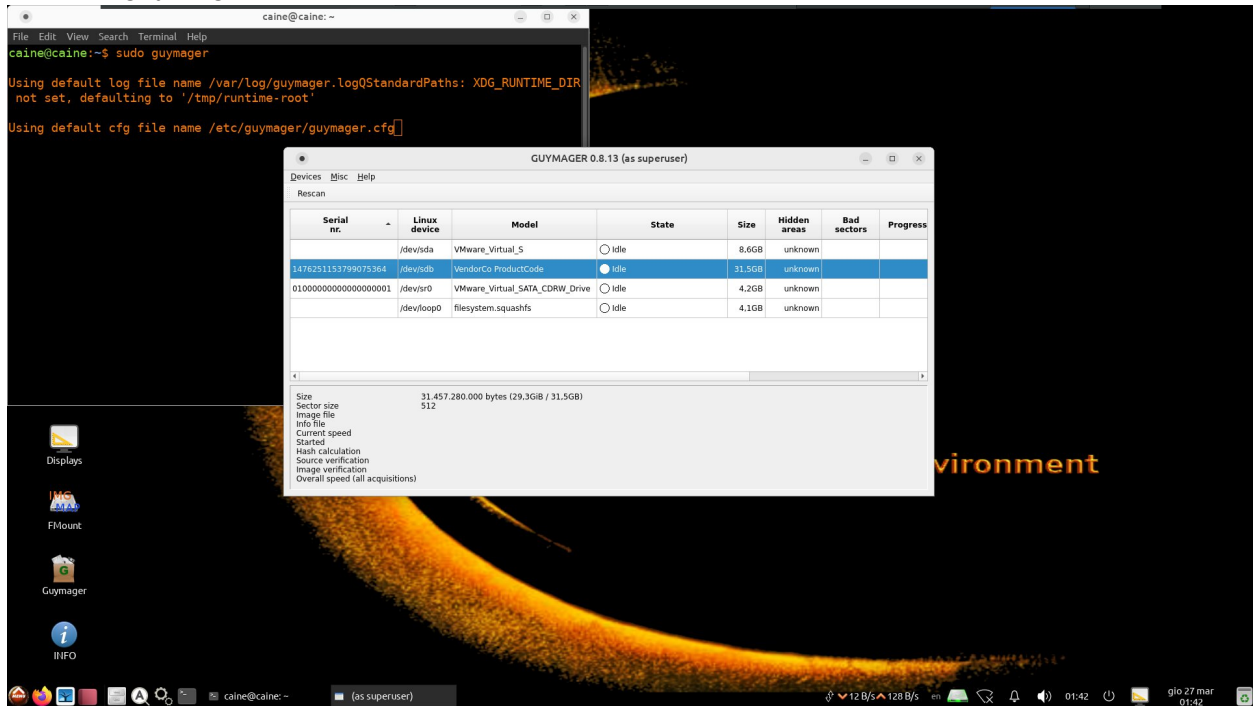 caine@caine: ~
File Edit View Search Terminal Help
caine@caine:~$ sudo guymager
Using default log file name /var/log/guymager.logQStandardPaths: XDG_RUNTIME_DIR
not set, defaulting to '/tmp/runtime-root'
Using default cfg file name /etc/guymager/guymager.cfg
GUYMAGER 0.8.13 (as superuser)
Devices Misc Help
Rescan
Serial nr. Linux device Model State Size Hidden areas Bad sectors Progress
/dev/sda VMware_Virtual_S Idle 8,6GB unknown
1476251153799075364 /dev/sdb VendorCo ProductCode Idle 31,5GB unknown
01000000000000000001 /dev/sr0 VMware_Virtual_SATA_CDRW_Drive Idle 4,2GB unknown
/dev/loop0 filesystem.squashfs Idle 4,1GB unknown
Size 31.457.280.000 bytes (29,3GiB / 31,5GB)
Sector size 512
Image file
Info file
Current speed
Started
Hash calculation
Source verification
Image verification
Overall speed (all acquisitions)
vironment
Displays
IMG
MAP
FMount
G
Guymager
i
INFO
MENU
caine@caine: ~ (as superuser) 12 B/s 128 B/s en 01:42 gio 27 mar
01:42